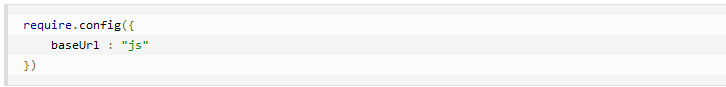 require.config({
    baseUrl : "js"
})